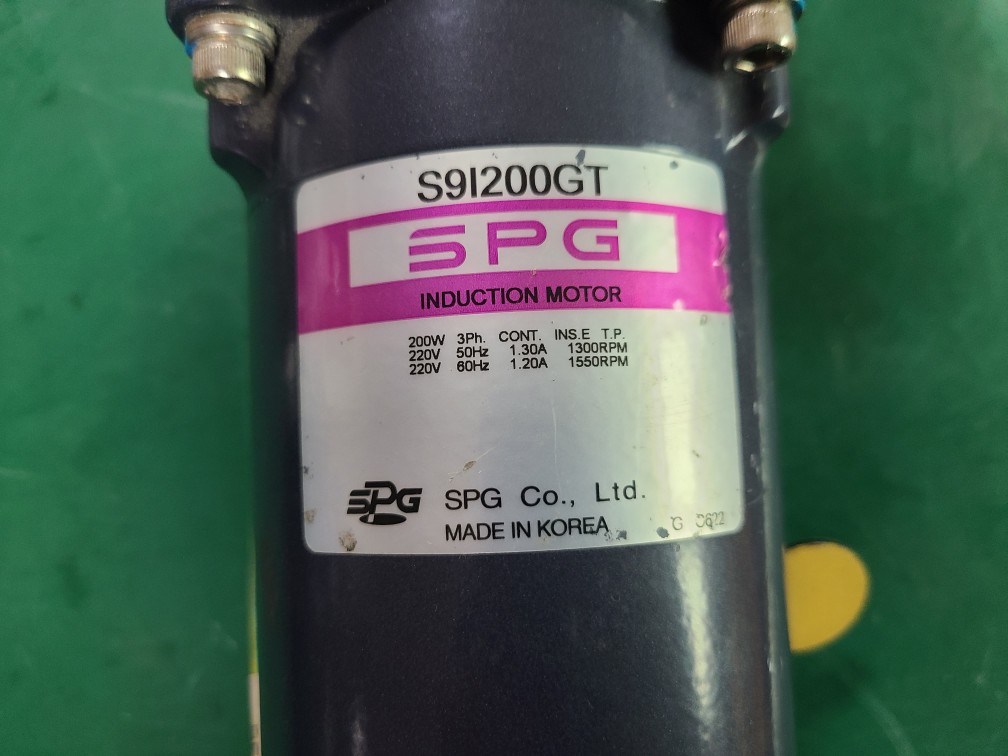 S9I200GT
SPG
INDUCTION MOTOR
200W 3Ph. CONT. INS.E T.P.
220V 50Hz 1.30A 1300RPM
220V 60Hz 1.20A 1550RPM
SPG SPG Co., Ltd.
MADE IN KOREA G